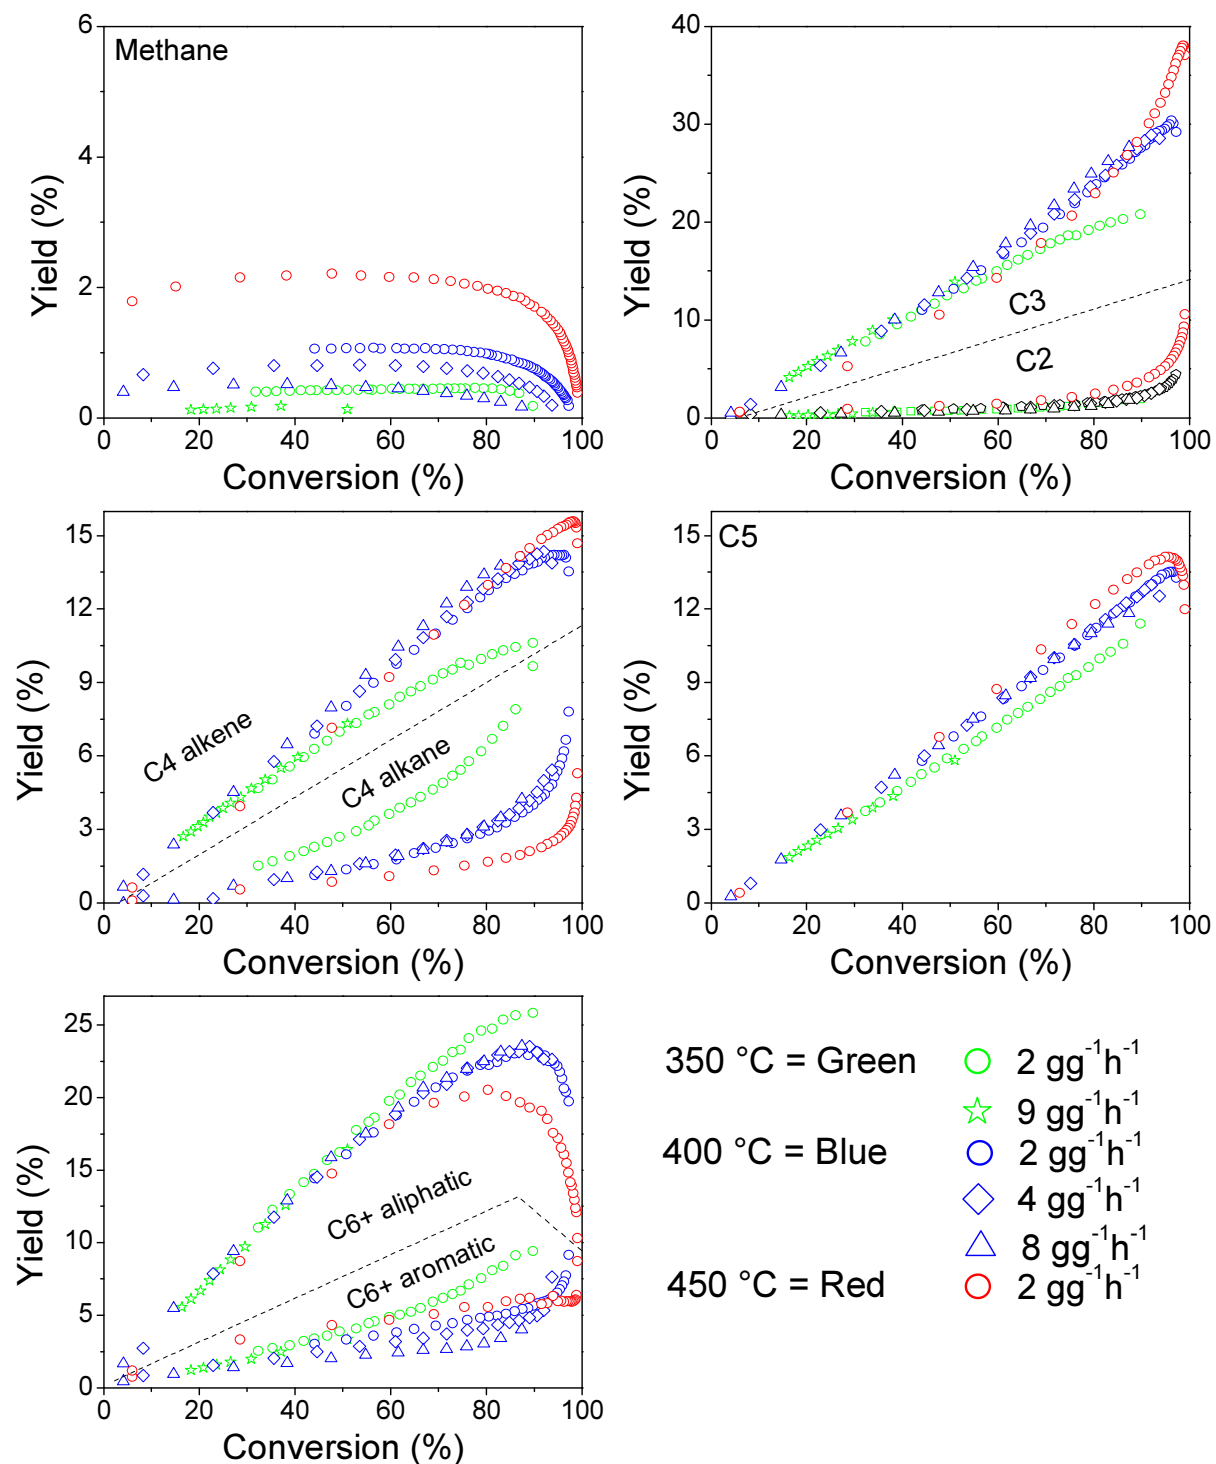 Methane
6
4
2
0
Yield (%)
0 20 40 60 80 100
Conversion (%)
40
30
20
10
0
Yield (%)
C3
C2
0 20 40 60 80 100
Conversion (%)
15
12
9
6
3
0
Yield (%)
C4 alkene
C4 alkane
0 20 40 60 80 100
Conversion (%)
C5
15
12
9
6
3
0
Yield (%)
0 20 40 60 80 100
Conversion (%)
25
20
15
10
5
0
Yield (%)
C6+ aliphatic
C6+ aromatic
0 20 40 60 80 100
Conversion (%)
350 °C = Green 2 gg⁻¹h⁻¹
9 gg⁻¹h⁻¹
400 °C = Blue 2 gg⁻¹h⁻¹
4 gg⁻¹h⁻¹
8 gg⁻¹h⁻¹
450 °C = Red 2 gg⁻¹h⁻¹